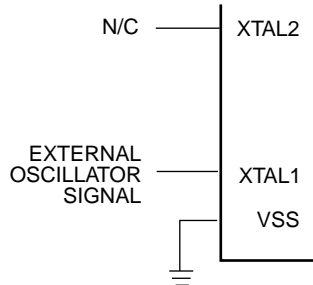 N/C
XTAL2
EXTERNAL
OSCILLATOR
SIGNAL
XTAL1
VSS